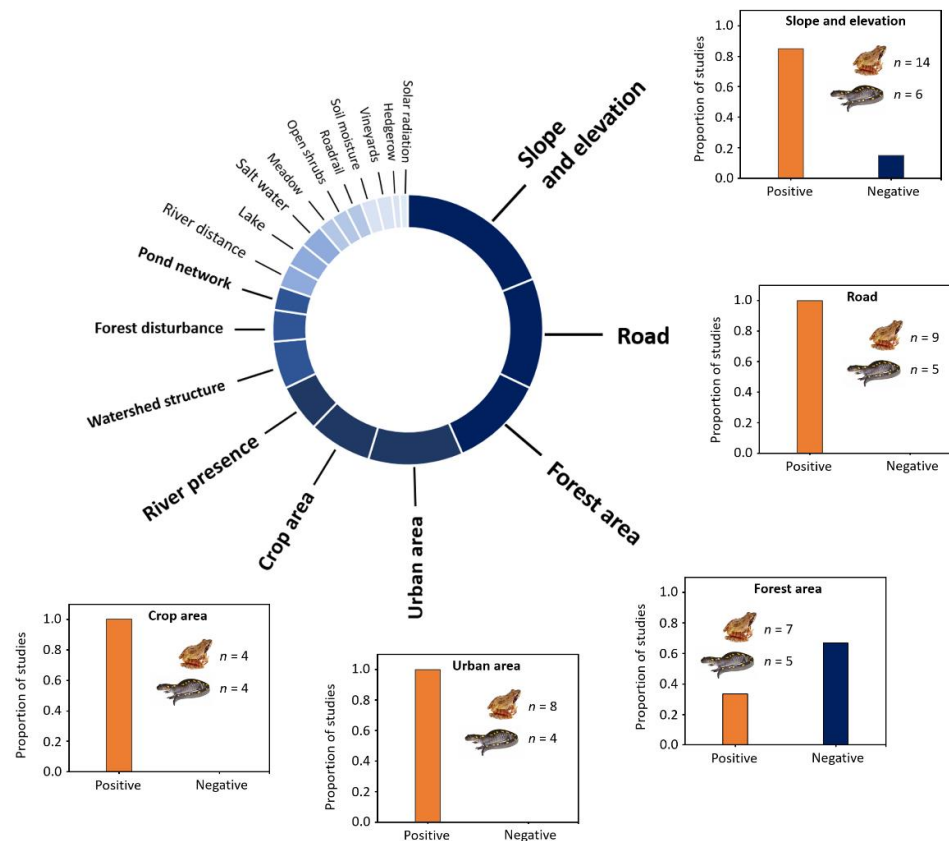 Slope and elevation
Proportion of studies
1.0
0.8
0.6
0.4
0.2
0.0
n = 14
n = 6
Positive
Negative
Solar radiation
Hedgerow
Vineyards
Soil moisture
Roadrail
Open shrubs
Meadow
Salt water
Lake
River distance
Pond network
Forest disturbance
Watershed structure
River presence
Crop area
Urban area
Forest area
Road
Slope
and elevation
Road
Proportion of studies
1.0
0.8
0.6
0.4
0.2
0.0
n = 9
n = 5
Positive
Negative
Forest area
Proportion of studies
1.0
0.8
0.6
0.4
0.2
0.0
n = 7
n = 5
Positive
Negative
Crop area
Proportion of studies
1.0
0.8
0.6
0.4
0.2
0.0
n = 4
n = 4
Positive
Negative
Urban area
Proportion of studies
1.0
0.8
0.6
0.4
0.2
0.0
n = 8
n = 4
Positive
Negative